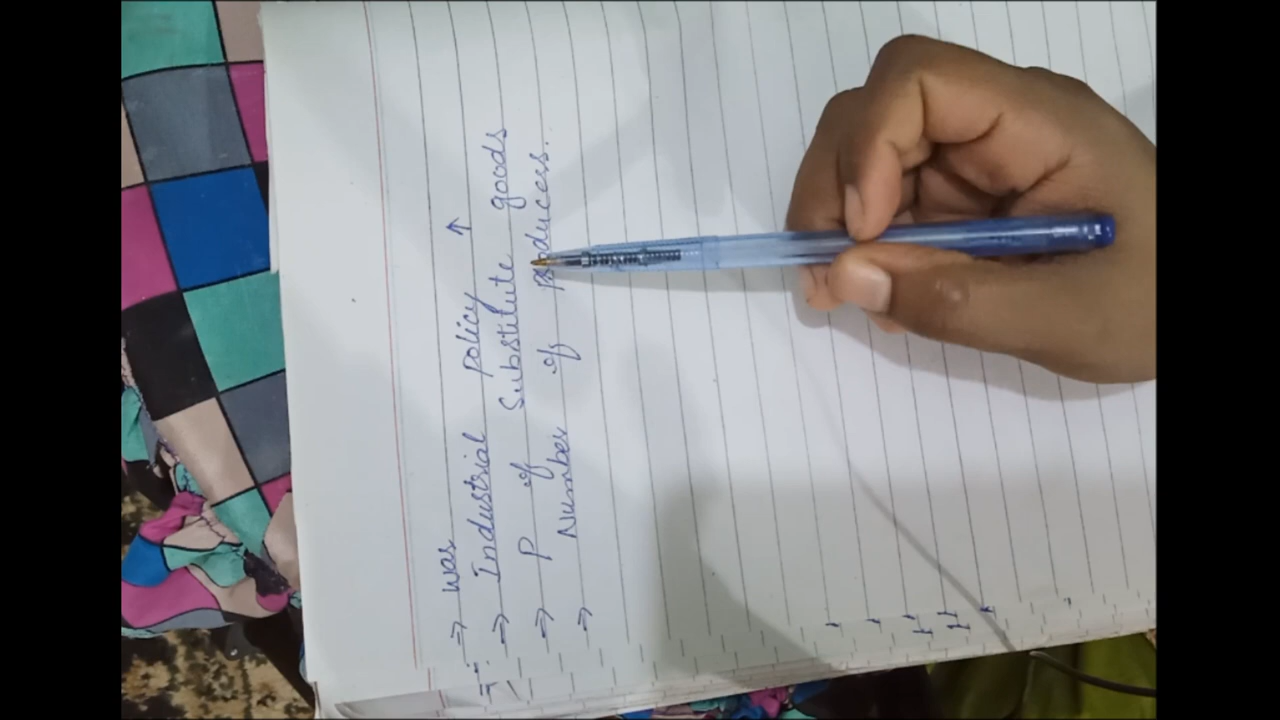 → was
→ Industrial policy ↑
→ P of Substitute goods
→ Number of producers.